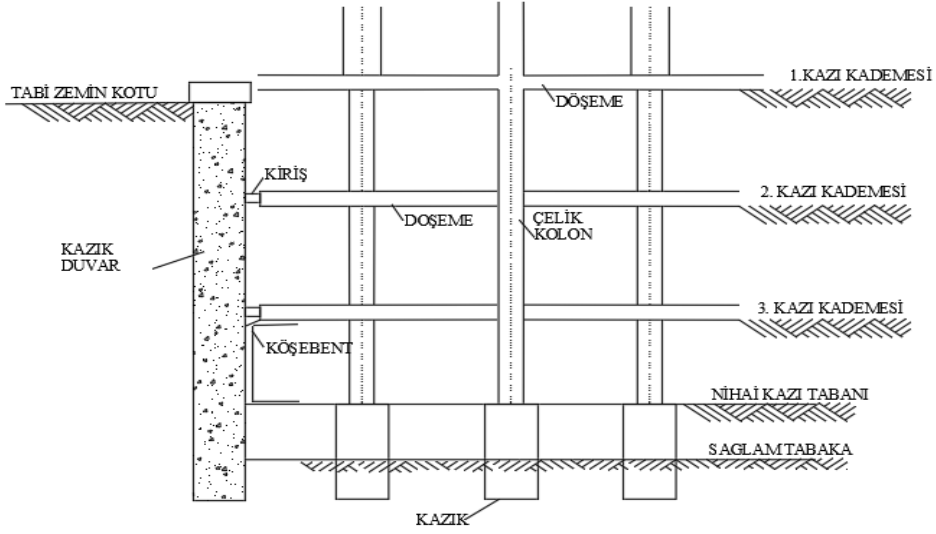 1.KAZI KADEMESİ
TABİ ZEMİN KOTU
DÖŞEME
KİRİŞ
2. KAZI KADEMESİ
DOŞEME
ÇELİK
KOLON
KAZIK
DUVAR
3. KAZI KADEMESİ
KÖŞEBENT
NİHAİ KAZI TABANI
SAGLAM TABAKA
KAZIK